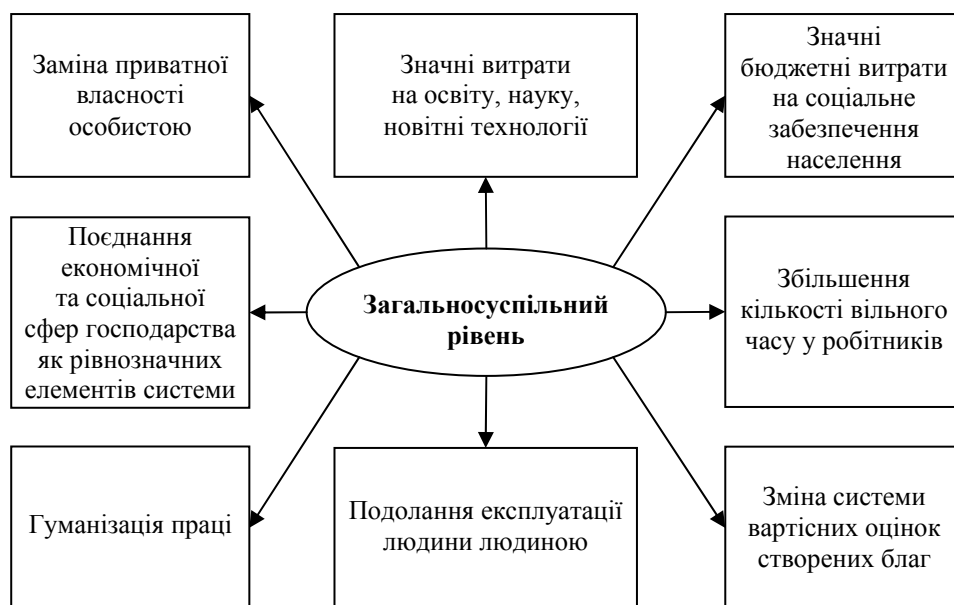 Заміна приватної
власності
особистою
Значні витрати
на освіту, науку,
новітні технології
Значні
бюджетні витрати
на соціальне
забезпечення
населення
Поєднання
економічної
та соціальної
сфер господарства
як рівнозначних
елементів системи
Загальносуспільний
рівень
Збільшення
кількості вільного
часу у робітників
Гуманізація праці
Подолання експлуатації
людини людиною
Зміна системи
вартісних оцінок
створених благ